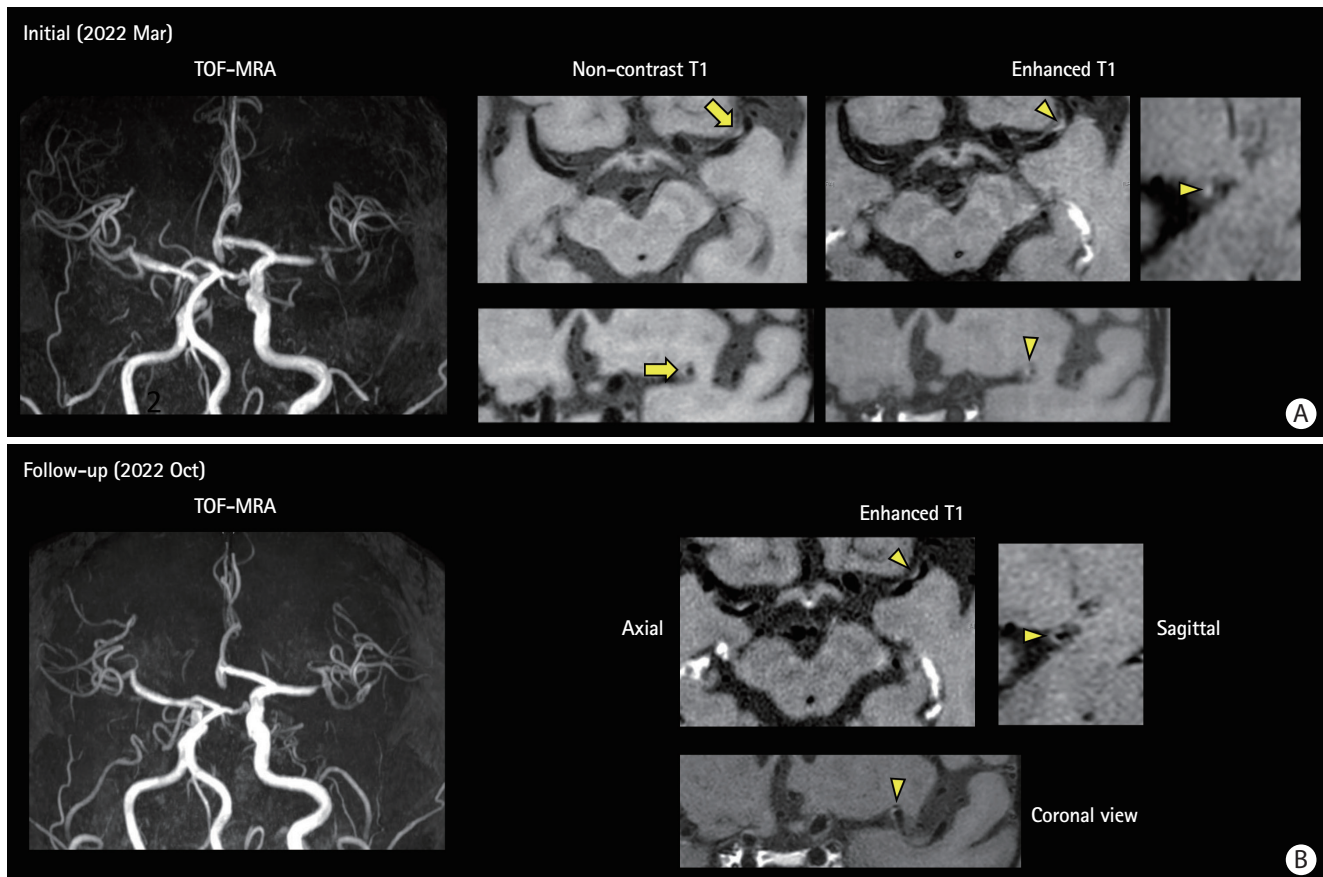 Initial (2022 Mar)
TOF-MRA
Non-contrast T1
Enhanced T1
2
A
Follow-up (2022 Oct)
TOF-MRA
Enhanced T1
Axial
Sagittal
Coronal view
B